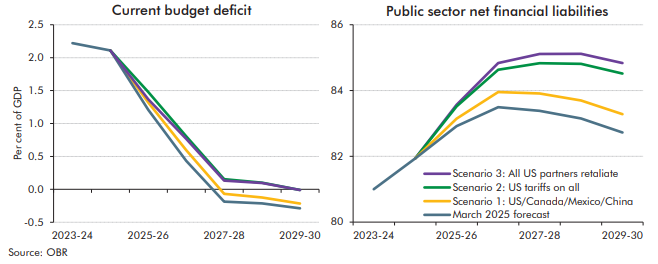 Current budget deficit
2.5
2.0
1.5
1.0
0.5
0.0
-0.5
Per cent of GDP
2023-24
2025-26
2027-28
2029-30
Public sector net financial liabilities
86
84
82
80
Scenario 3: All US partners retaliate
Scenario 2: US tariffs on all
Scenario 1: US/Canada/Mexico/China
March 2025 forecast
2023-24
2025-26
2027-28
2029-30
Source: OBR